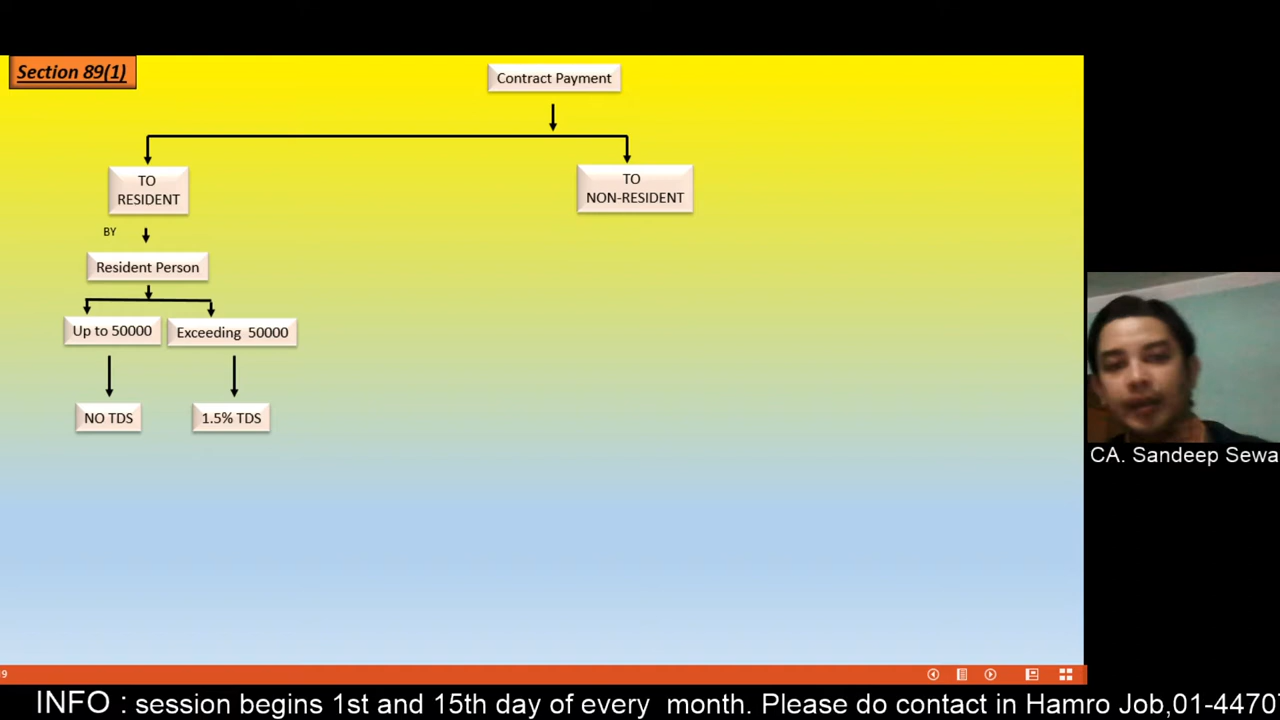 Section 89(1)
Contract Payment
TO
RESIDENT
TO
NON-RESIDENT
BY
Resident Person
Up to 50000
Exceeding 50000
NO TDS
1.5% TDS
CA. Sandeep Sewa
9
INFO : session begins 1st and 15th day of every month. Please do contact in Hamro Job,01-4470